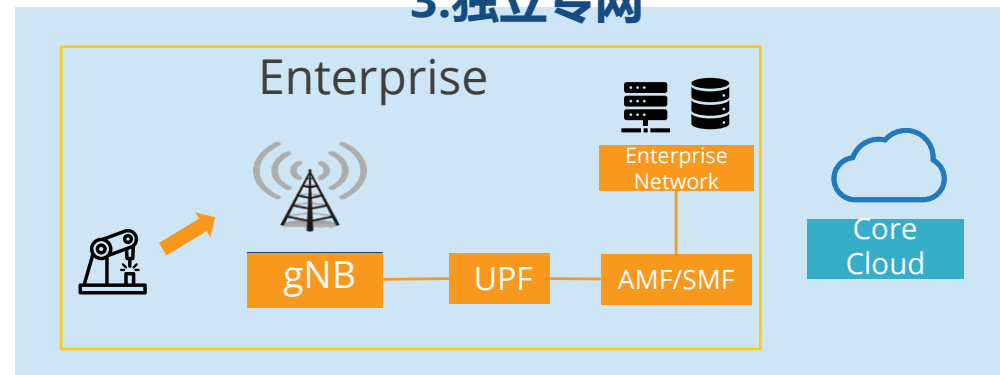 3.独立专网
Enterprise
Enterprise
Network
Core
Cloud
gNB
UPF
AMF/SMF